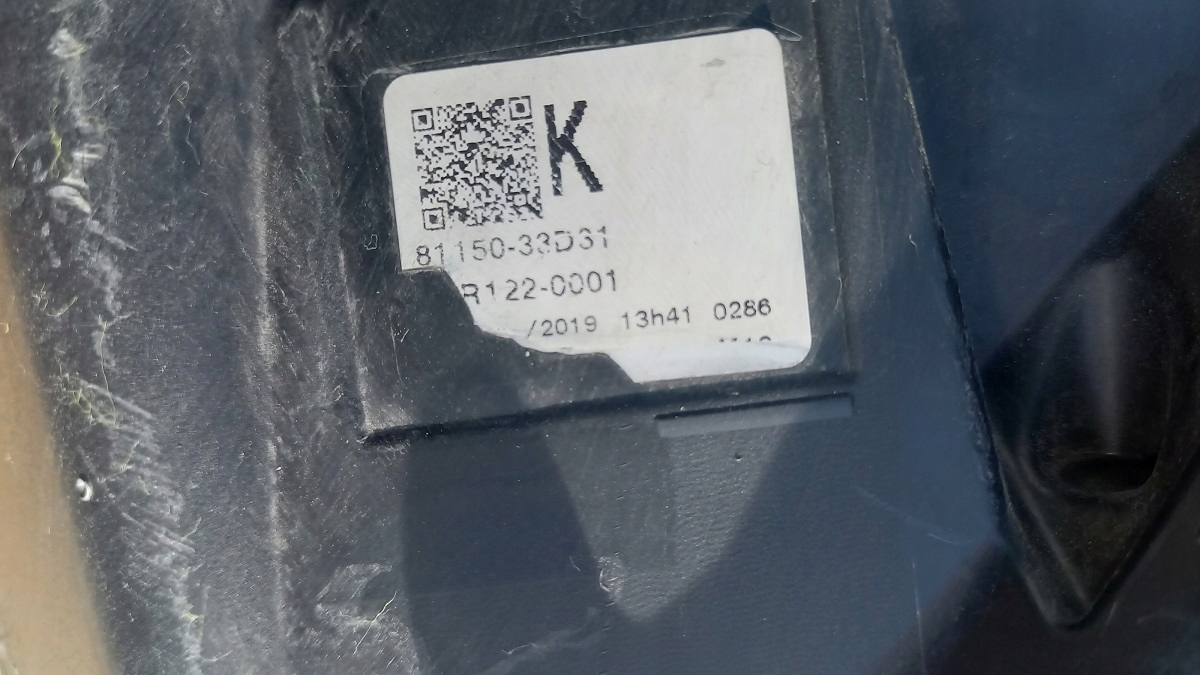 K
81150-33D31
R122-0001
/2019 13h41 0286